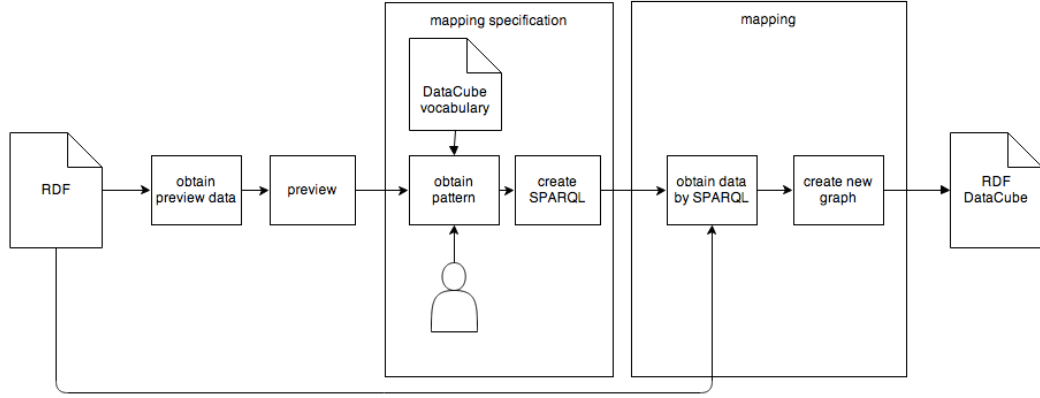 mapping specification
mapping
DataCube
vocabulary
RDF
obtain
preview data
preview
obtain
pattern
create
SPARQL
obtain data
by SPARQL
create new
graph
RDF
DataCube